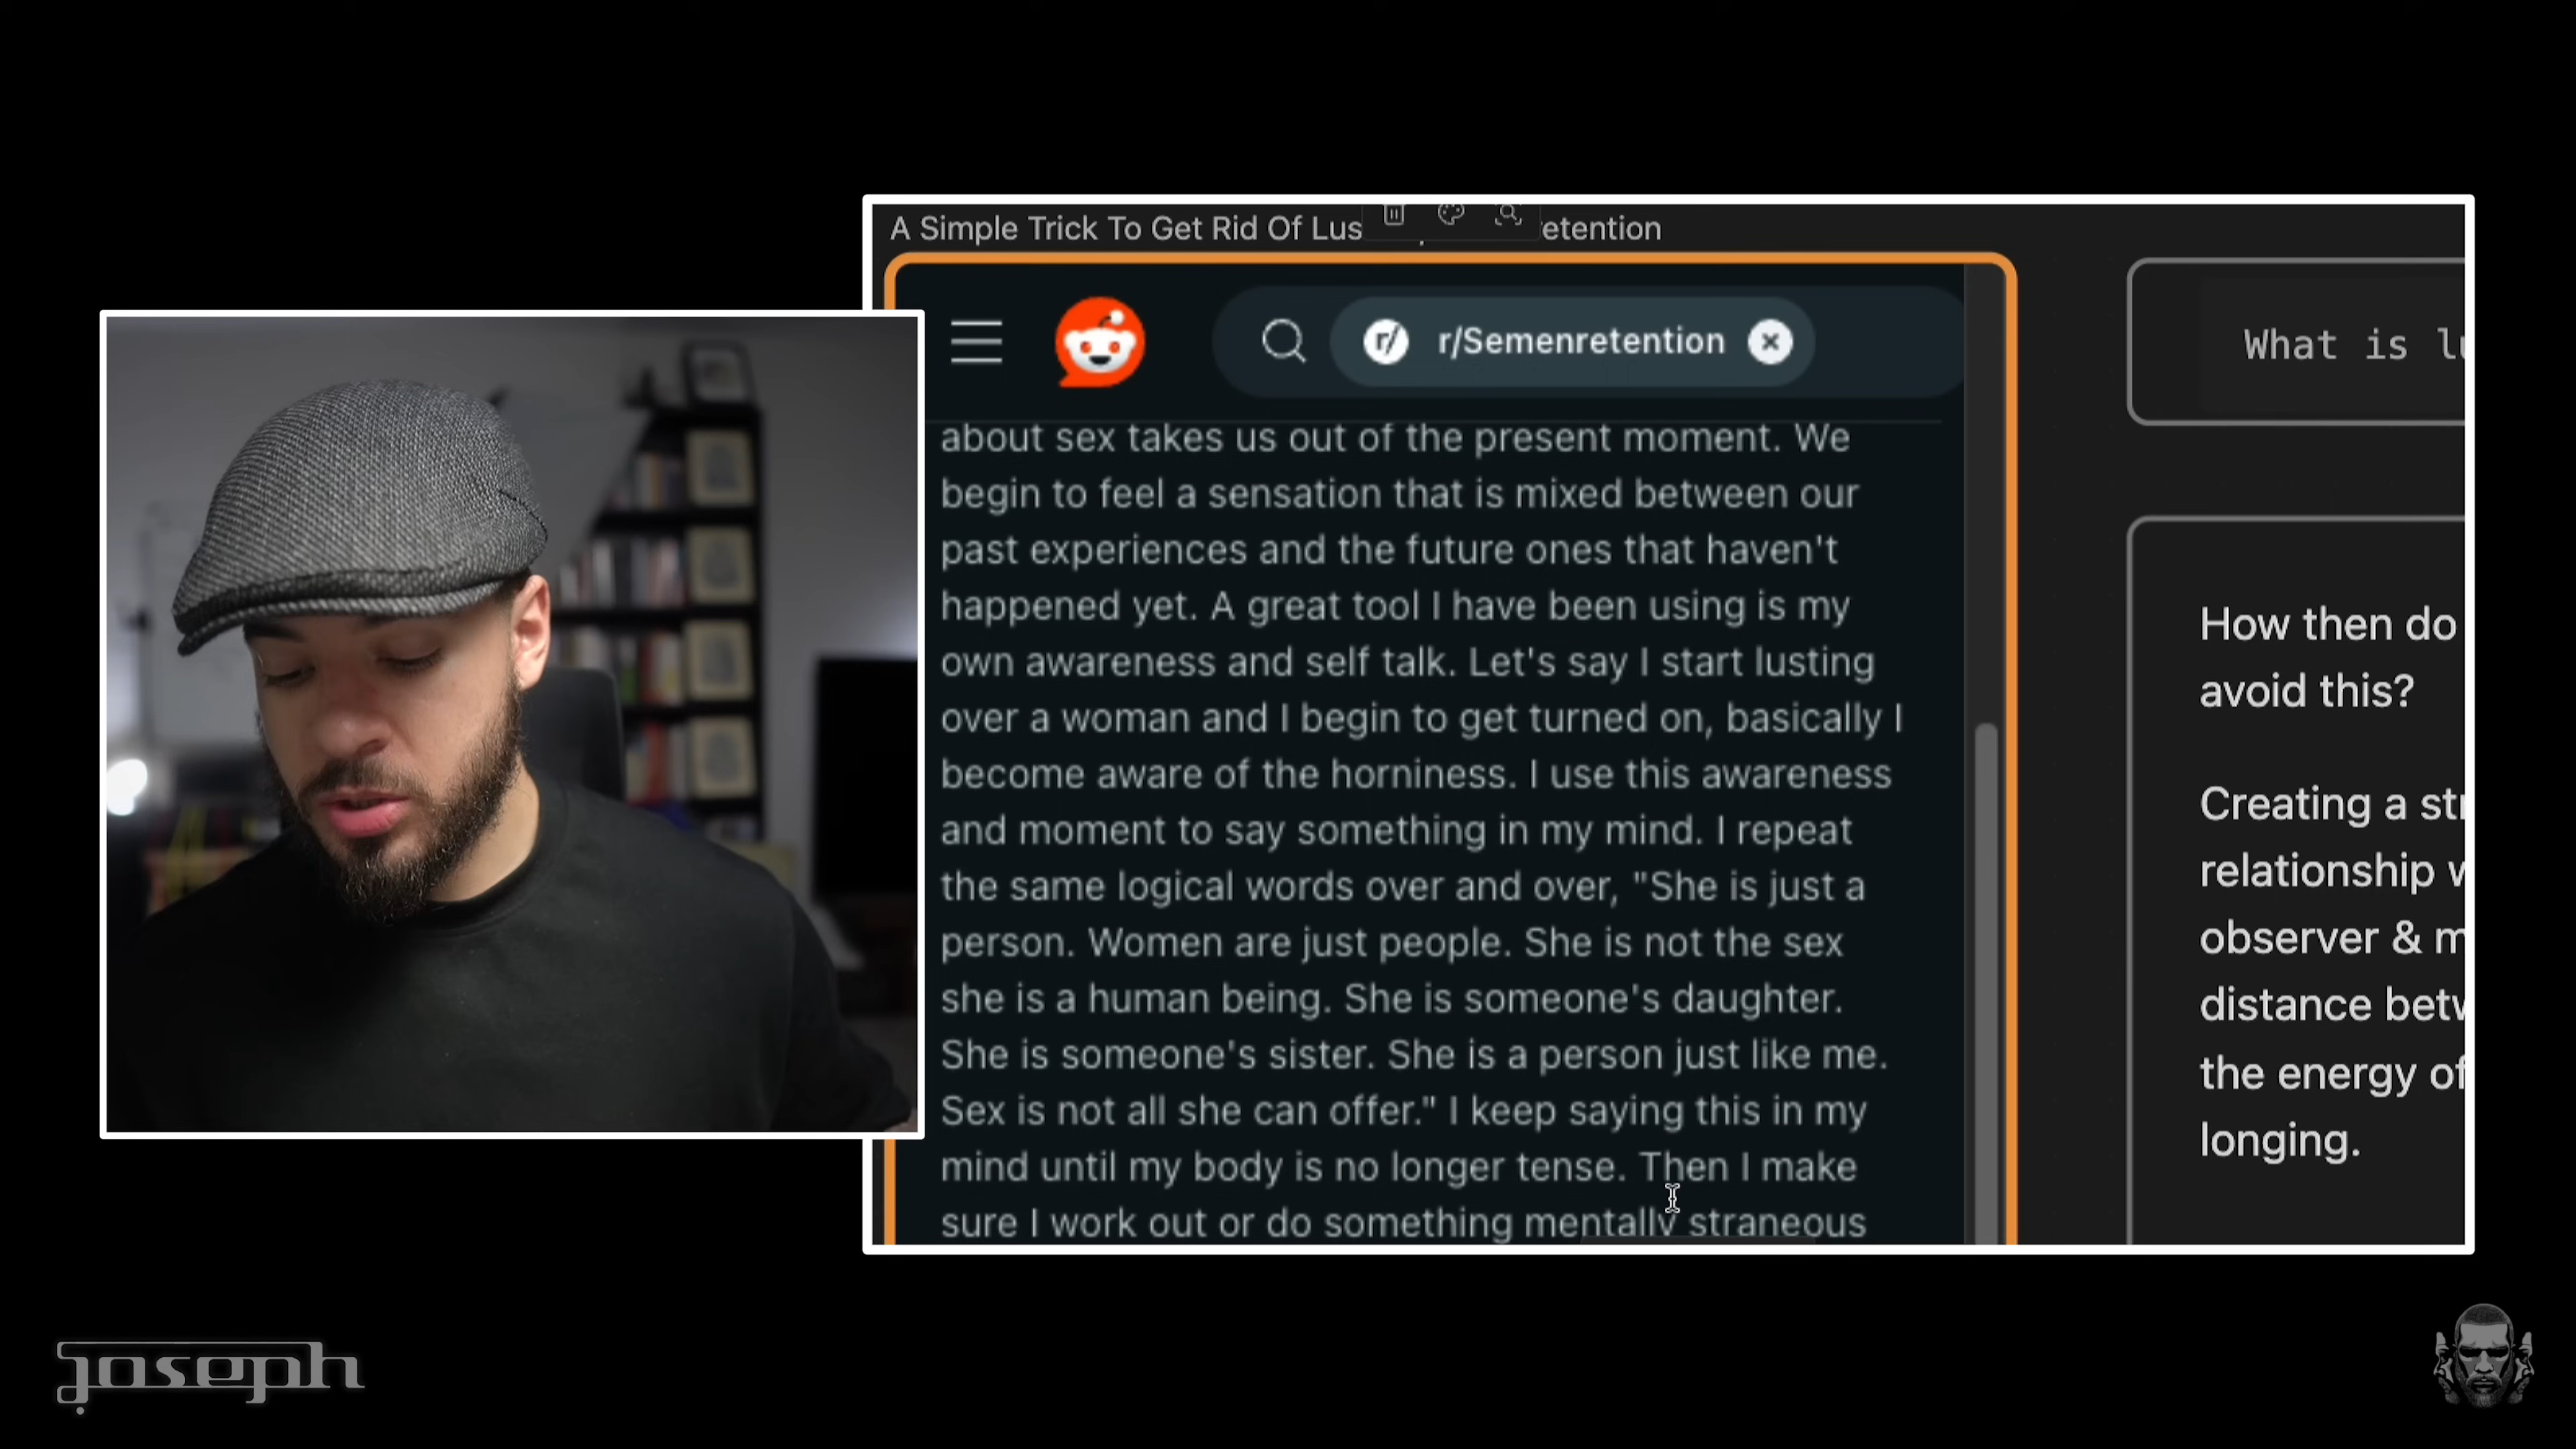 A Simple Trick To Get Rid Of Lus etention
r/Semenretention
about sex takes us out of the present moment. We
begin to feel a sensation that is mixed between our
past experiences and the future ones that haven't
happened yet. A great tool I have been using is my
own awareness and self talk. Let's say I start lusting
over a woman and I begin to get turned on, basically I
become aware of the horniness. I use this awareness
and moment to say something in my mind. I repeat
the same logical words over and over, "She is just a
person. Women are just people. She is not the sex
she is a human being. She is someone's daughter.
She is someone's sister. She is a person just like me.
Sex is not all she can offer." I keep saying this in my
mind until my body is no longer tense. Then I make
sure I work out or do something mentally straneous
What is lu
How then do
avoid this?
Creating a str
relationship w
observer & m
distance betw
the energy of
longing.
joseph